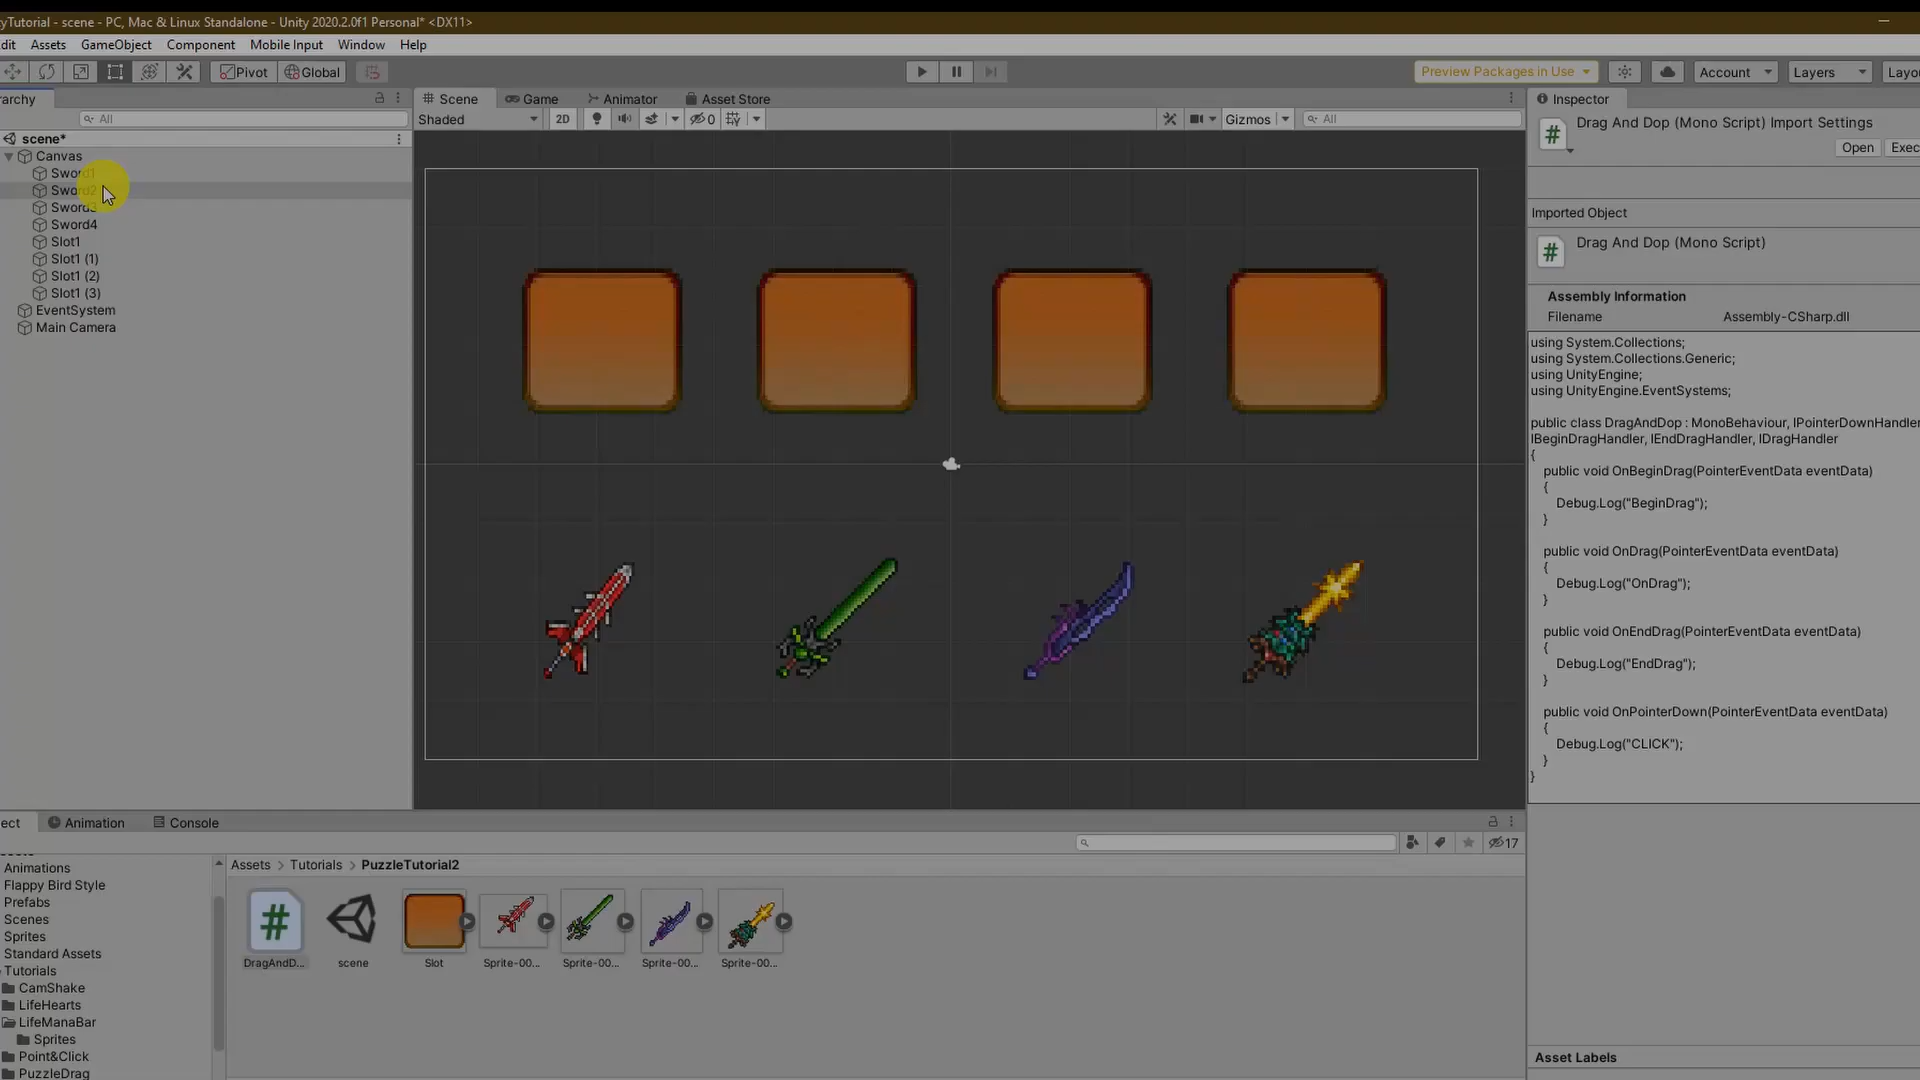 yTutorial - scene - PC, Mac & Linux Standalone - Unity 2020.2.0f1 Personal* <DX11>
dit Assets GameObject Component Mobile Input Window Help
Pivot Global Preview Packages in Use Account Layers Layo
rarchy
All
scene*
Canvas
Sword1
Sword2
Sword3
Sword4
Slot1
Slot1 (1)
Slot1 (2)
Slot1 (3)
EventSystem
Main Camera
Scene Game Animator Asset Store
Shaded 2D 0 Gizmos All
Inspector
Drag And Dop (Mono Script) Import Settings
Open Exec
Imported Object
Drag And Dop (Mono Script)
Assembly Information
Filename Assembly-CSharp.dll
using System.Collections;
using System.Collections.Generic;
using UnityEngine;
using UnityEngine.EventSystems;
public class DragAndDop : MonoBehaviour, IPointerDownHandler
IBeginDragHandler, IEndDragHandler, IDragHandler
{
public void OnBeginDrag(PointerEventData eventData)
{
Debug.Log("BeginDrag");
}
public void OnDrag(PointerEventData eventData)
{
Debug.Log("OnDrag");
}
public void OnEndDrag(PointerEventData eventData)
{
Debug.Log("EndDrag");
}
public void OnPointerDown(PointerEventData eventData)
{
Debug.Log("CLICK");
}
}
Asset Labels
ect Animation Console
17
Animations
Flappy Bird Style
Prefabs
Scenes
Sprites
Standard Assets
Tutorials
CamShake
LifeHearts
LifeManaBar
Sprites
Point&Click
PuzzleDrag
Assets > Tutorials > PuzzleTutorial2
DragAndD... scene Slot Sprite-00... Sprite-00... Sprite-00... Sprite-00...